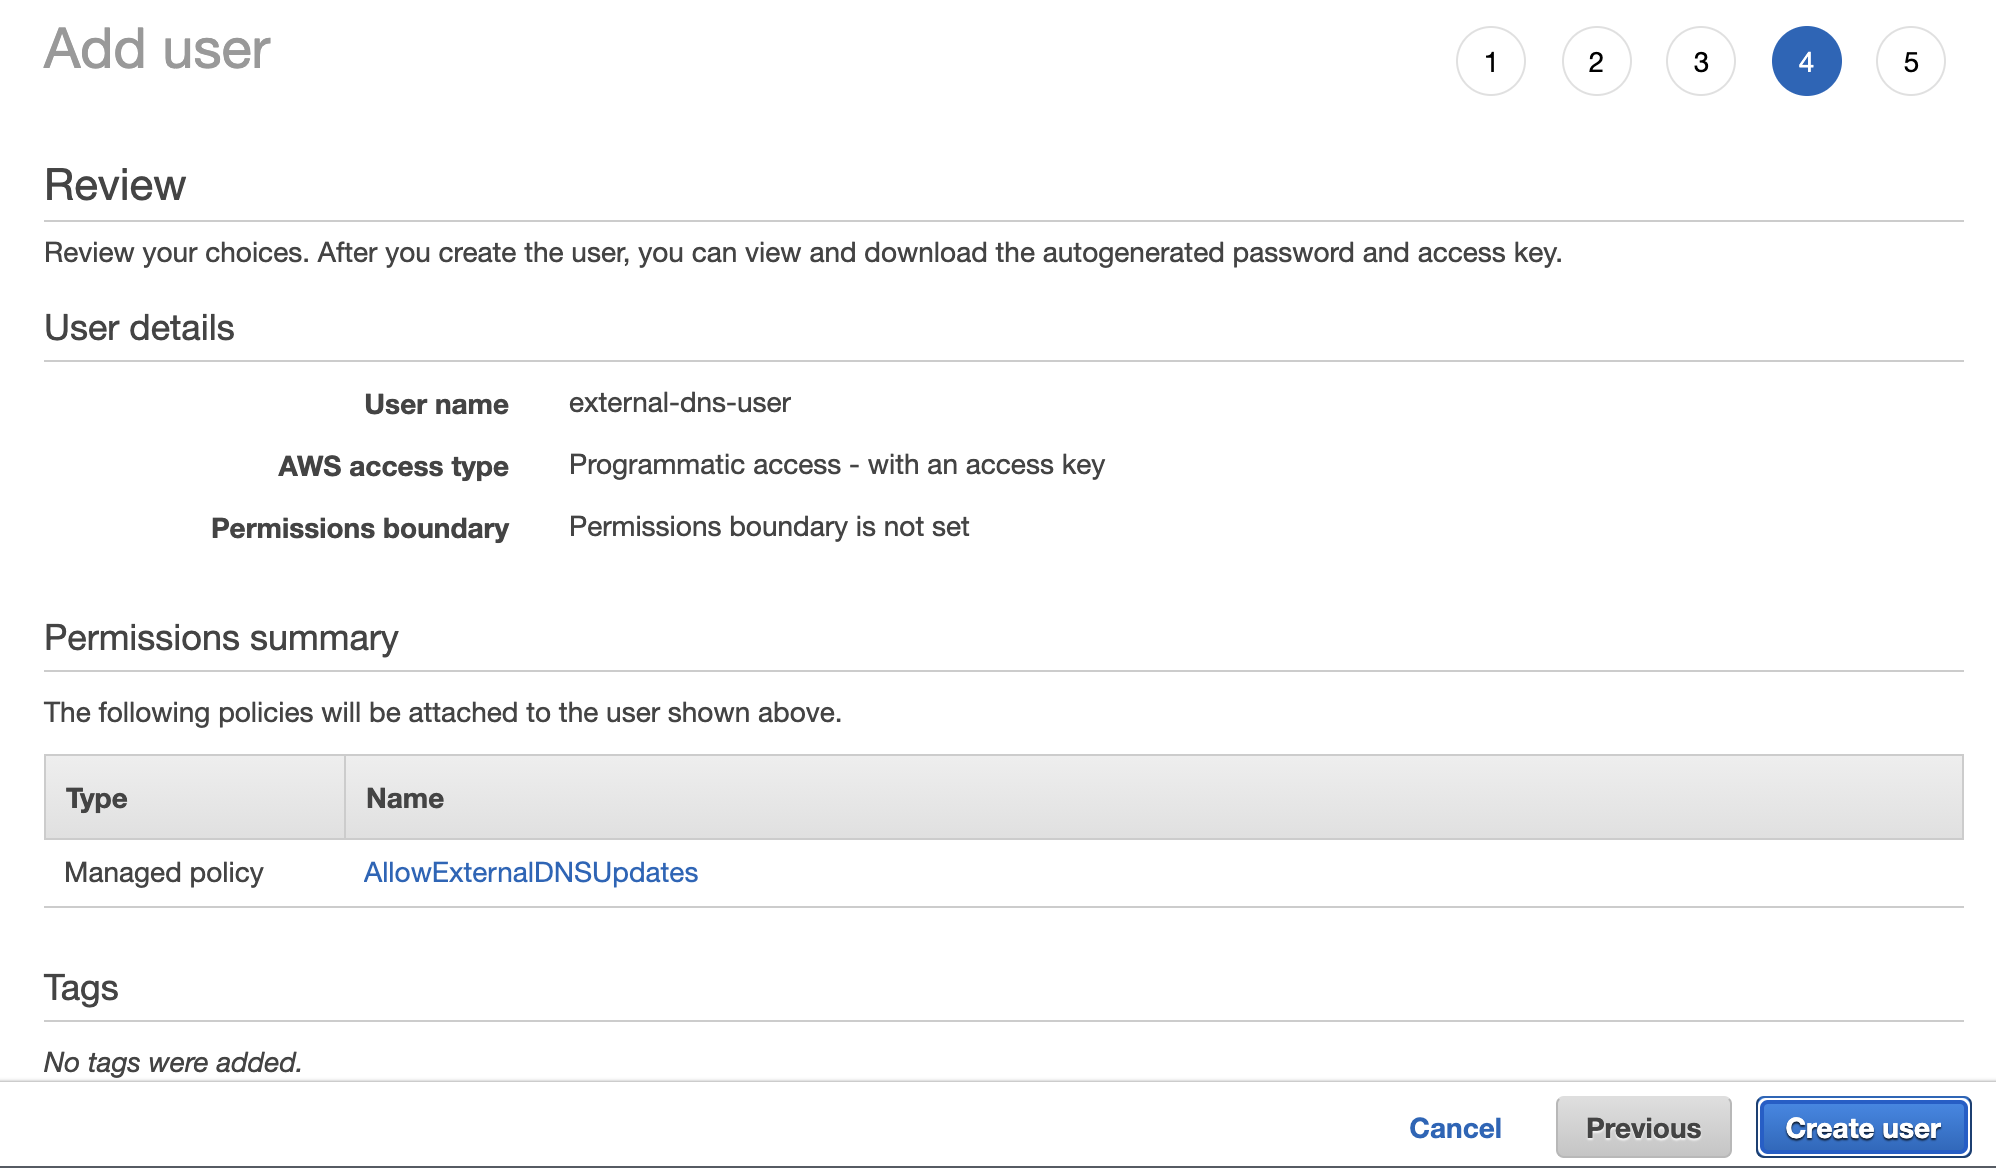 Add user
1 2 3 4 5
Review
Review your choices. After you create the user, you can view and download the autogenerated password and access key.
User details
User name external-dns-user
AWS access type Programmatic access - with an access key
Permissions boundary Permissions boundary is not set
Permissions summary
The following policies will be attached to the user shown above.
Type Name
Managed policy AllowExternalDNSUpdates
Tags
No tags were added.
Cancel Previous Create user